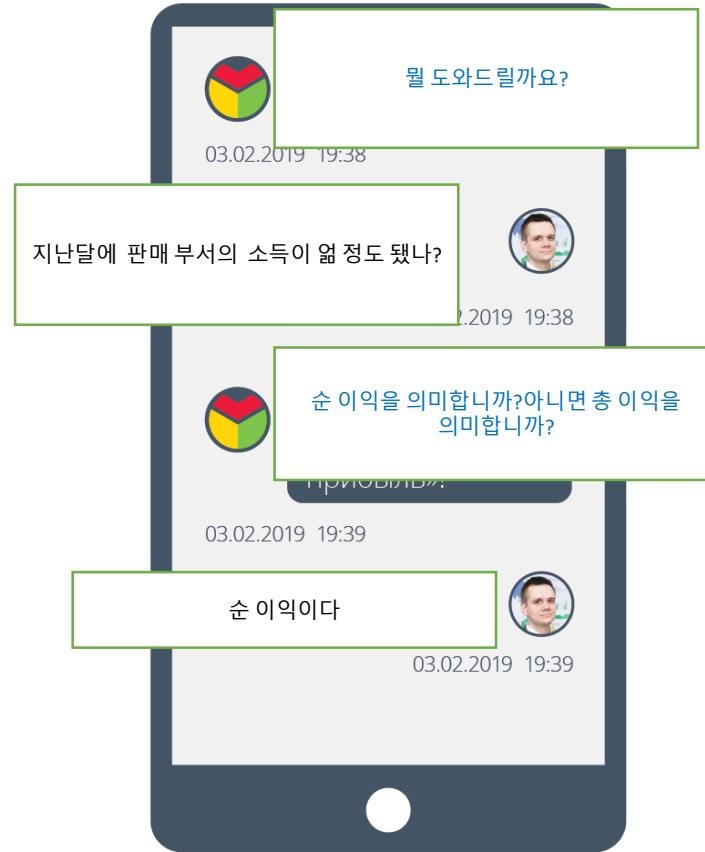 뭘 도와드릴까요?
03.02.2019 19:38
지난달에 판매 부서의 소득이 엂 정도 됐나?
.2019 19:38
순 이익을 의미합니까?아니면 총 이익을
의미합니까?
03.02.2019 19:39
순 이익이다
03.02.2019 19:39